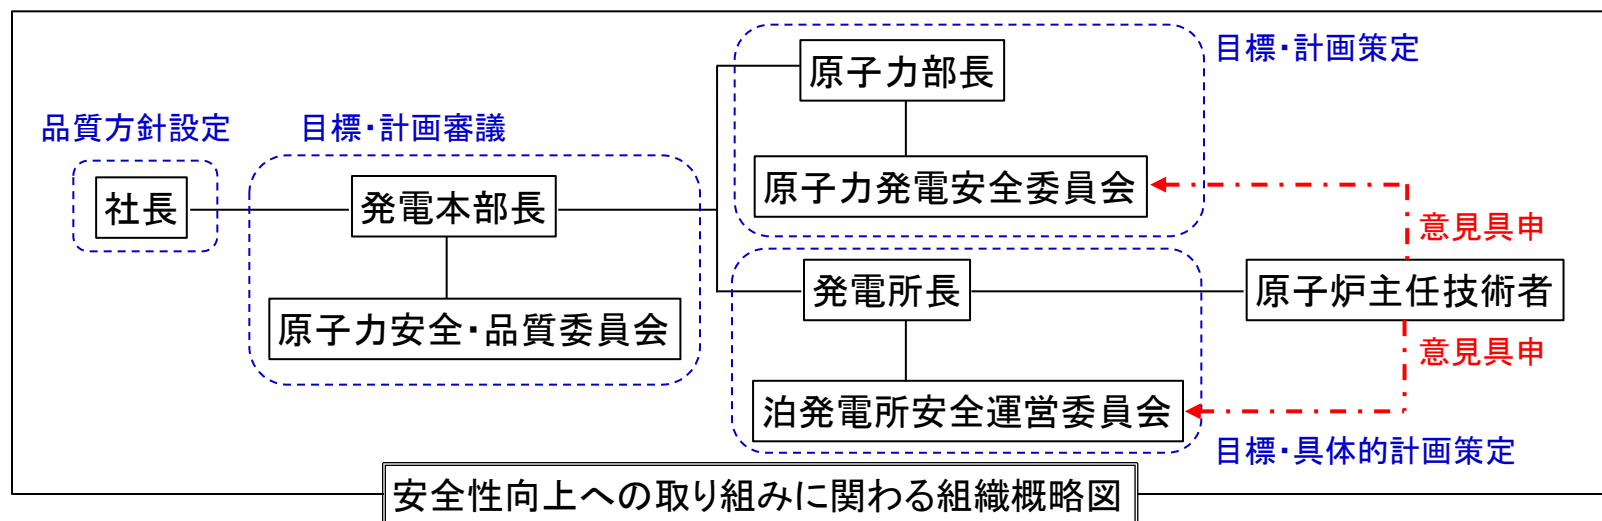 品質方針設定
社長
目標・計画審議
発電本部長
原子力安全・品質委員会
目標・計画策定
原子力部長
原子力発電安全委員会
意見具申
発電所長
原子炉主任技術者
意見具申
泊発電所安全運営委員会
目標・具体的計画策定
安全性向上への取り組みに関わる組織概略図